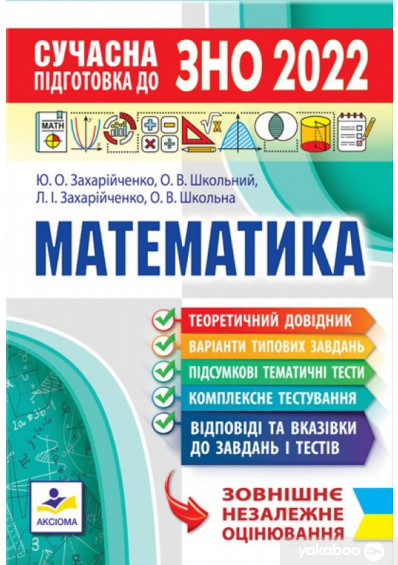 СУЧАСНА
ПІДГОТОВКА ДО
ЗНО 2022
MATH
Ю. О. Захарійченко, О. В. Школьний,
Л. І. Захарійченко, О. В. Школьна
МАТЕМАТИКА
ТЕОРЕТИЧНИЙ ДОВІДНИК
ВАРІАНТИ ТИПОВИХ ЗАВДАНЬ
ПІДСУМКОВІ ТЕМАТИЧНІ ТЕСТИ
КОМПЛЕКСНЕ ТЕСТУВАННЯ
ВІДПОВІДІ ТА ВКАЗІВКИ
ДО ЗАВДАНЬ І ТЕСТІВ
АКСІОМА
ЗОВНІШНЄ
НЕЗАЛЕЖНЕ
ОЦІНЮВАННЯ
yakaboo